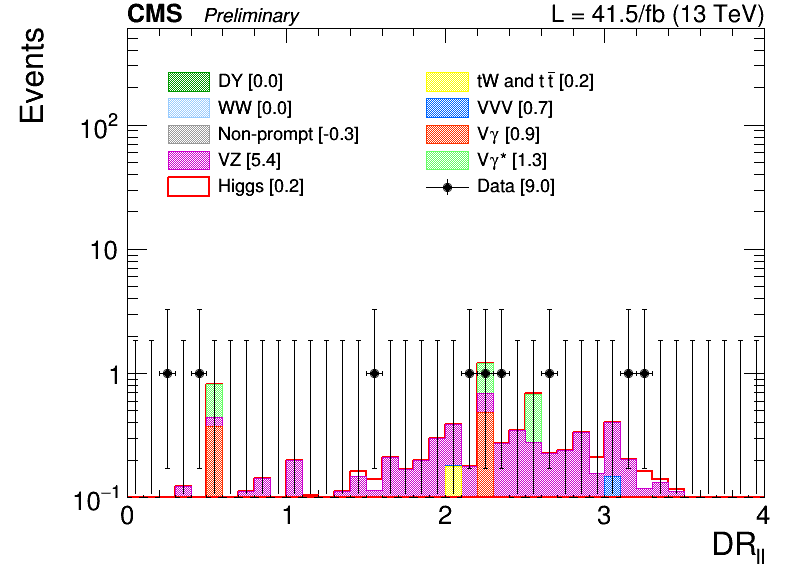 CMS Preliminary L = 41.5/fb (13 TeV)
Events
DY [0.0] tW and tt̅ [0.2]
WW [0.0] VVV [0.7]
Non-prompt [-0.3] Vγ [0.9]
VZ [5.4] Vγ* [1.3]
Higgs [0.2] Data [9.0]
10²
10
1
10⁻¹
0 1 2 3 4
DR_ll